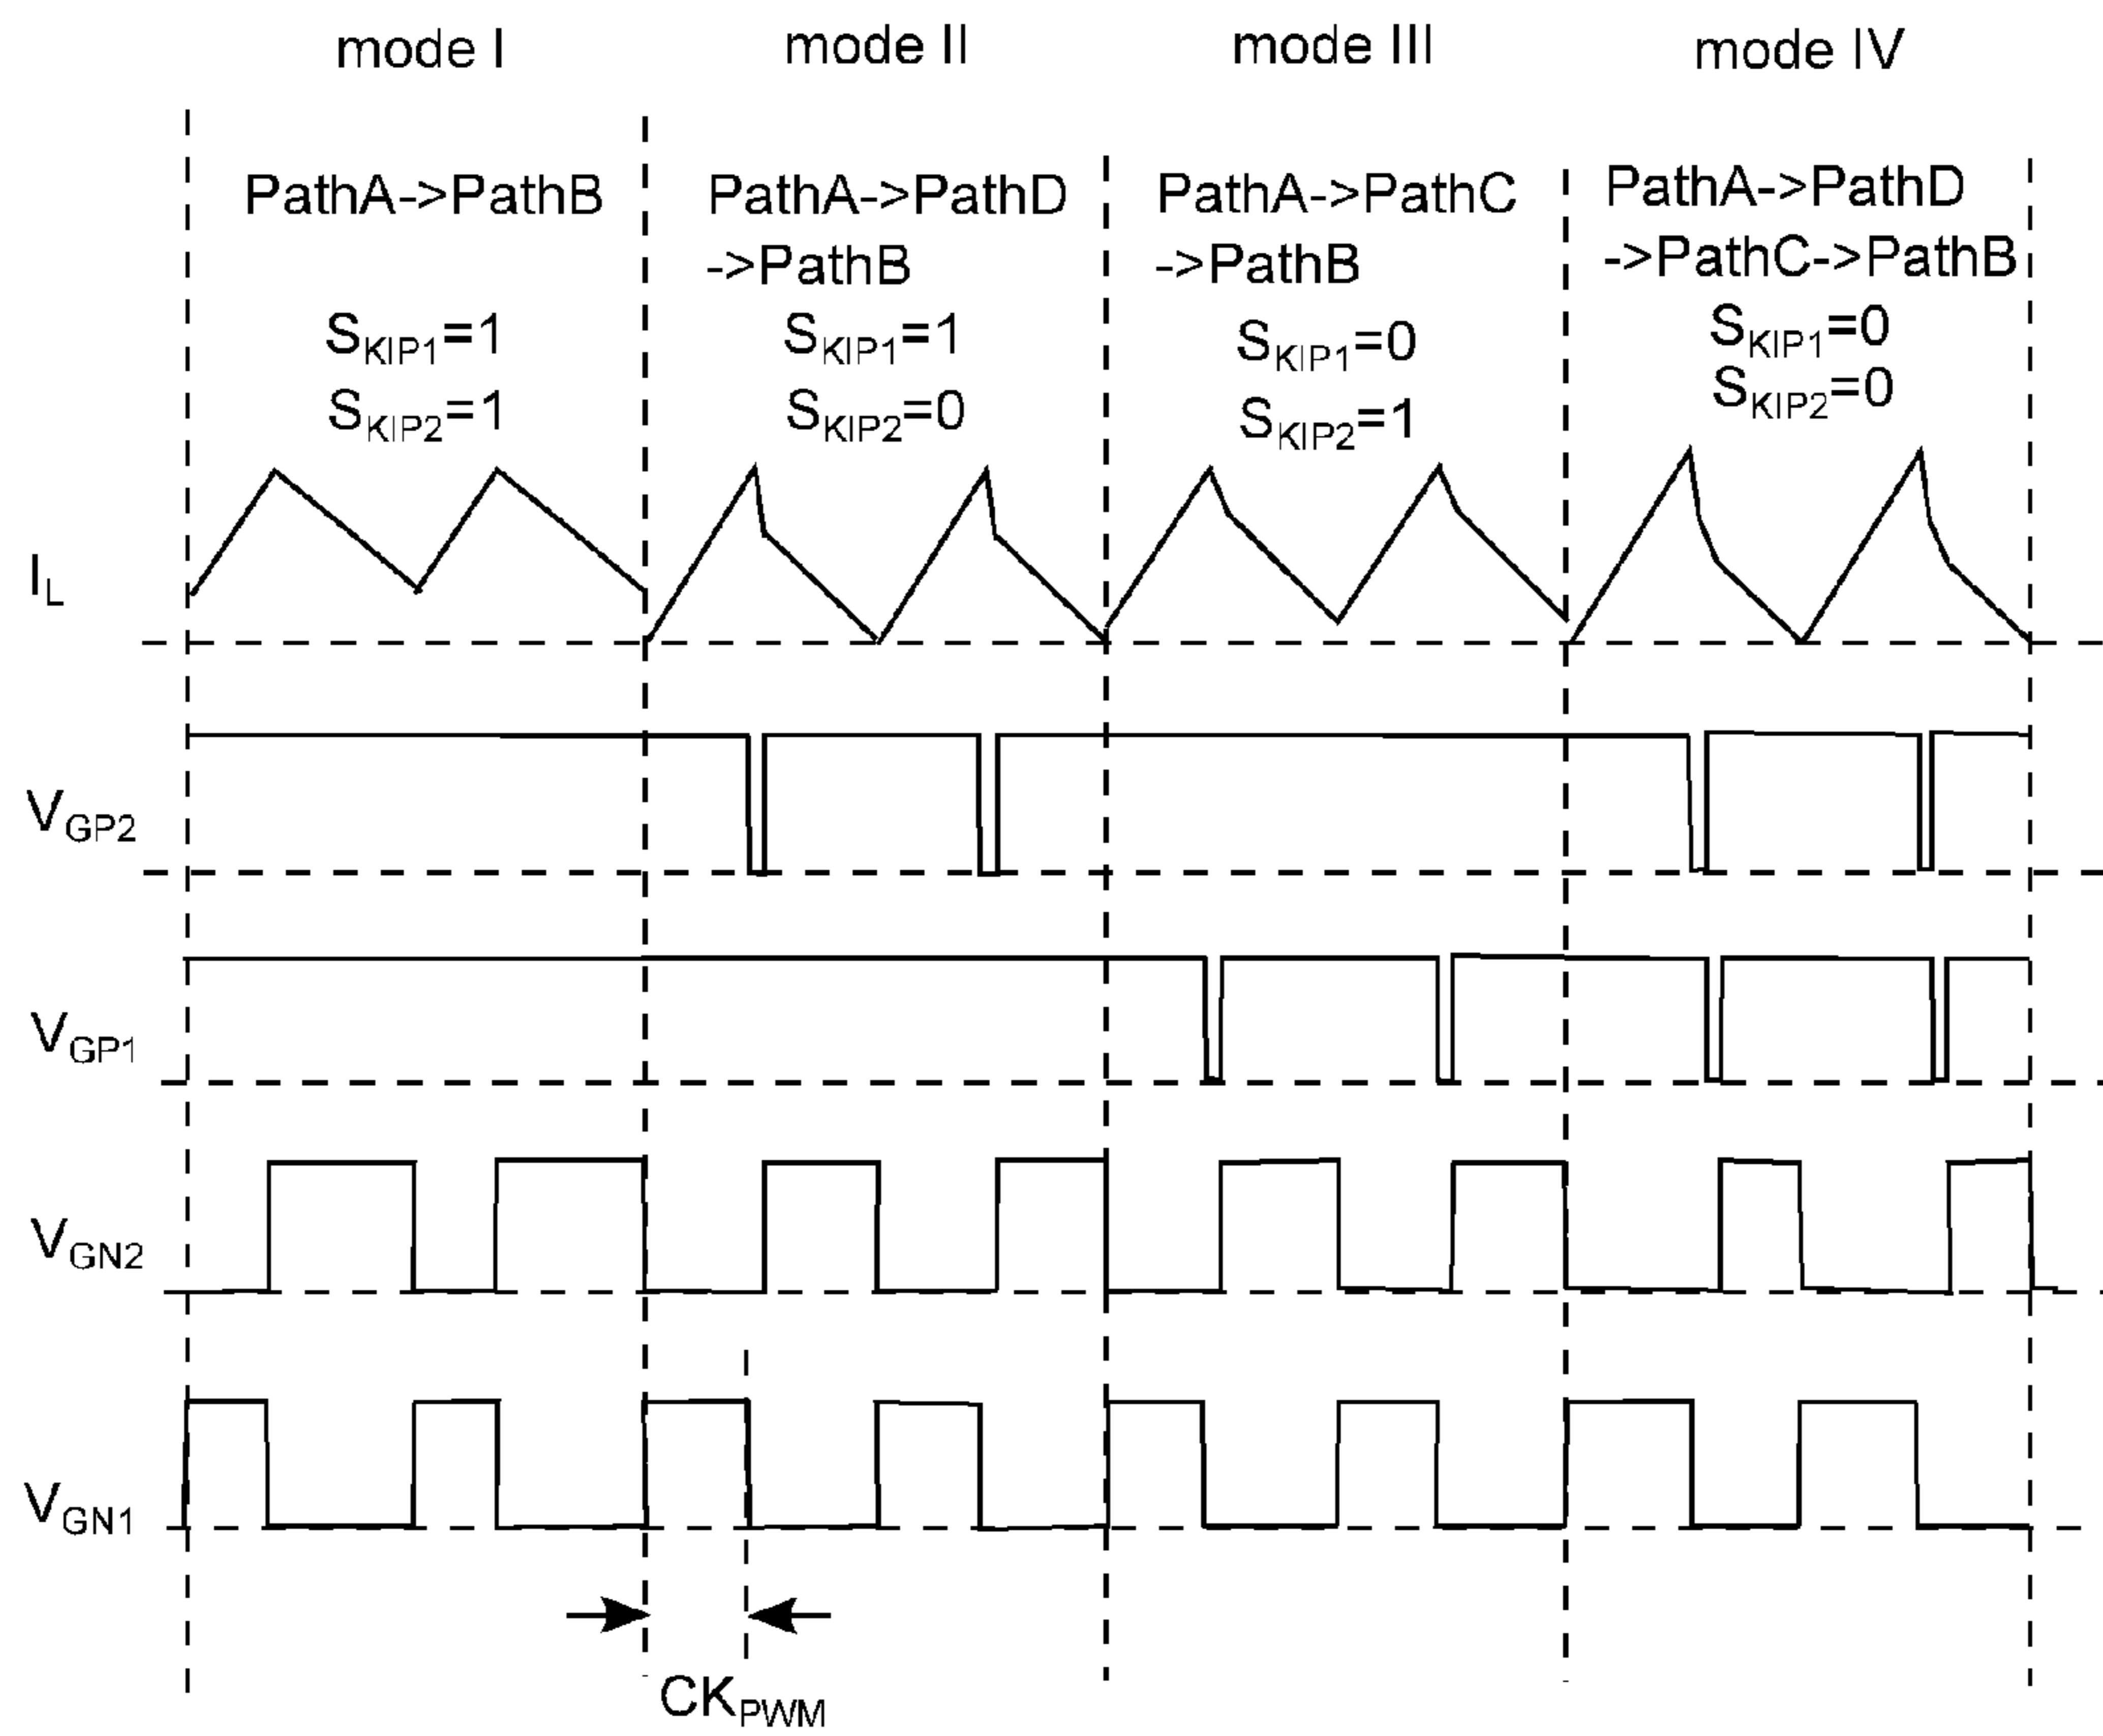 mode I
mode II
mode III
mode IV
PathA->PathB
SKIP1=1
SKIP2=1
PathA->PathD
->PathB
SKIP1=1
SKIP2=0
PathA->PathC
->PathB
SKIP1=0
SKIP2=1
PathA->PathD
->PathC->PathB
SKIP1=0
SKIP2=0
IL
VGP2
VGP1
VGN2
VGN1
CKPWM